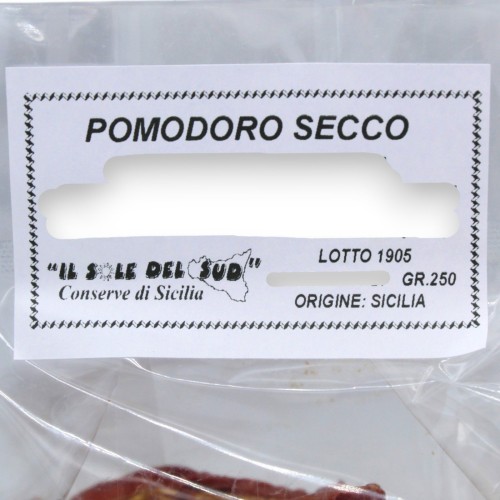 POMODORO SECCO
"IL SOLE DEL SUD"
Conserve di Sicilia
LOTTO 1905
GR.250
ORIGINE: SICILIA